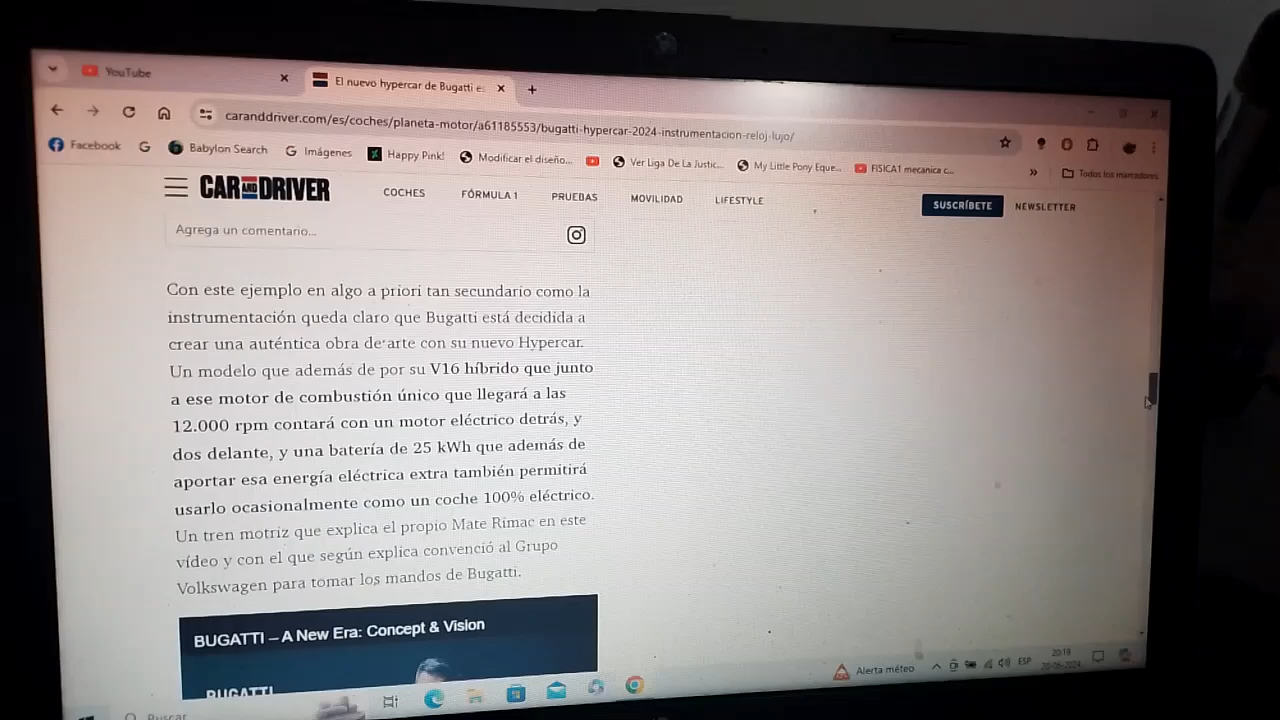 YouTube
El nuevo hypercar de Bugatti es
caranddriver.com/es/coches/planeta-motor/a61185553/bugatti-hypercar-2024-instrumentacion-reloj-lujo/
Facebook
Babylon Search
Imágenes
Happy Pink!
Modificar el diseño...
Ver Liga De La Justic...
My Little Pony Eque...
FISICA1 mecanica c...
»
Todos los marcadores
CAR AND DRIVER
COCHES
FÓRMULA 1
PRUEBAS
MOVILIDAD
LIFESTYLE
SUSCRÍBETE
NEWSLETTER
Agrega un comentario...
Con este ejemplo en algo a priori tan secundario como la
instrumentación queda claro que Bugatti está decidida a
crear una auténtica obra de arte con su nuevo Hypercar.
Un modelo que además de por su V16 híbrido que junto
a ese motor de combustión único que llegará a las
12.000 rpm contará con un motor eléctrico detrás, y
dos delante, y una batería de 25 kWh que además de
aportar esa energía eléctrica extra también permitirá
usarlo ocasionalmente como un coche 100% eléctrico.
Un tren motriz que explica el propio Mate Rimac en este
vídeo y con el que según explica convenció al Grupo
Volkswagen para tomar los mandos de Bugatti.
BUGATTI – A New Era: Concept & Vision
BUGATTI
Buscar
Alerta méteo
ESP
20:19
20-06-2024